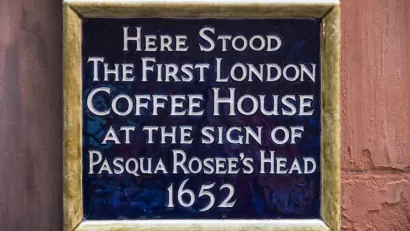 Here Stood
The First London
Coffee House
at the sign of
Pasqua Rosee's Head
1652